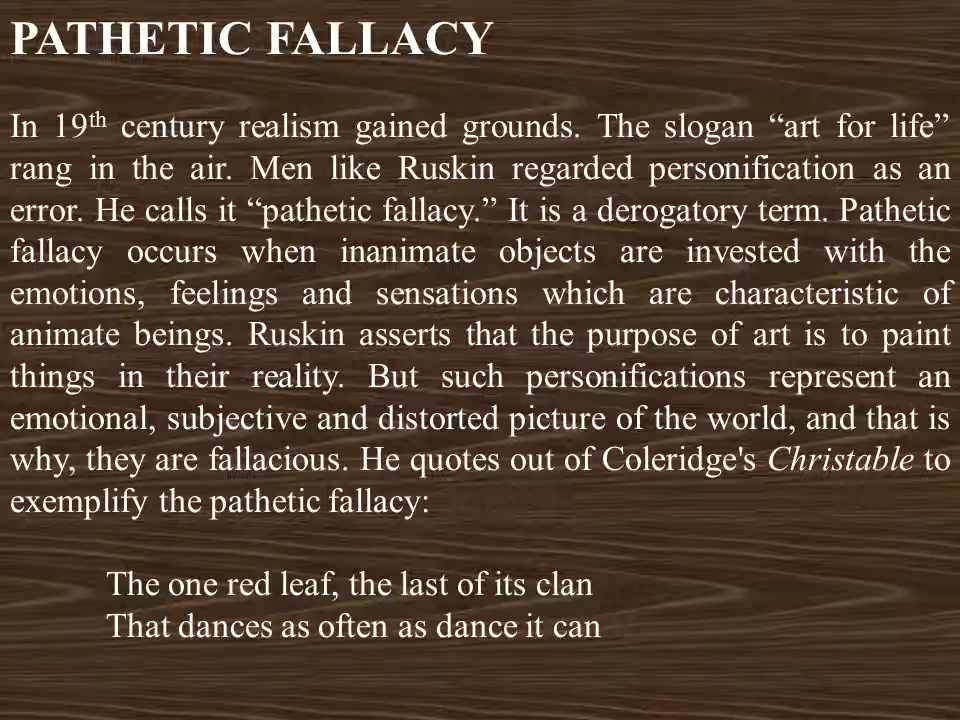 PATHETIC FALLACY
In 19th century realism gained grounds. The slogan “art for life”
rang in the air. Men like Ruskin regarded personification as an
error. He calls it “pathetic fallacy.” It is a derogatory term. Pathetic
fallacy occurs when inanimate objects are invested with the
emotions, feelings and sensations which are characteristic of
animate beings. Ruskin asserts that the purpose of art is to paint
things in their reality. But such personifications represent an
emotional, subjective and distorted picture of the world, and that is
why, they are fallacious. He quotes out of Coleridge's Christable to
exemplify the pathetic fallacy:
The one red leaf, the last of its clan
That dances as often as dance it can